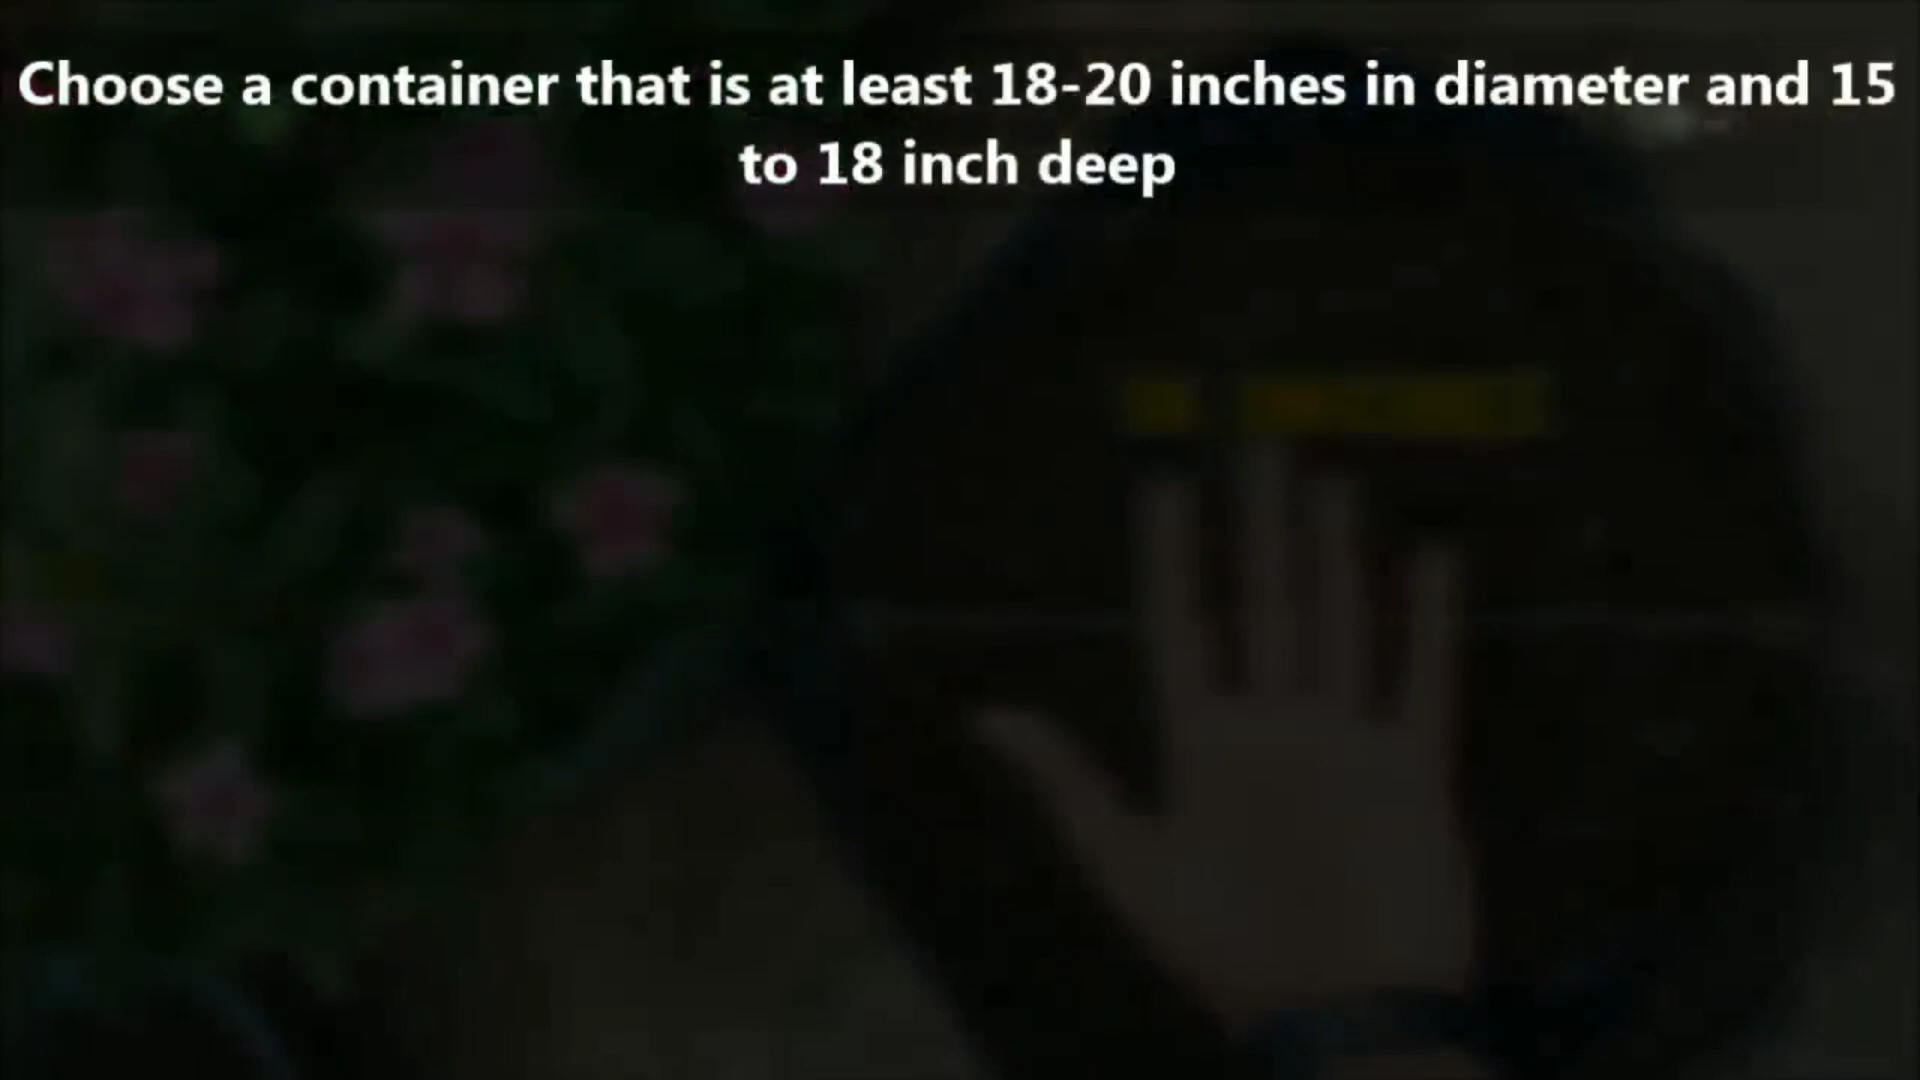 Choose a container that is at least 18-20 inches in diameter and 15
to 18 inch deep